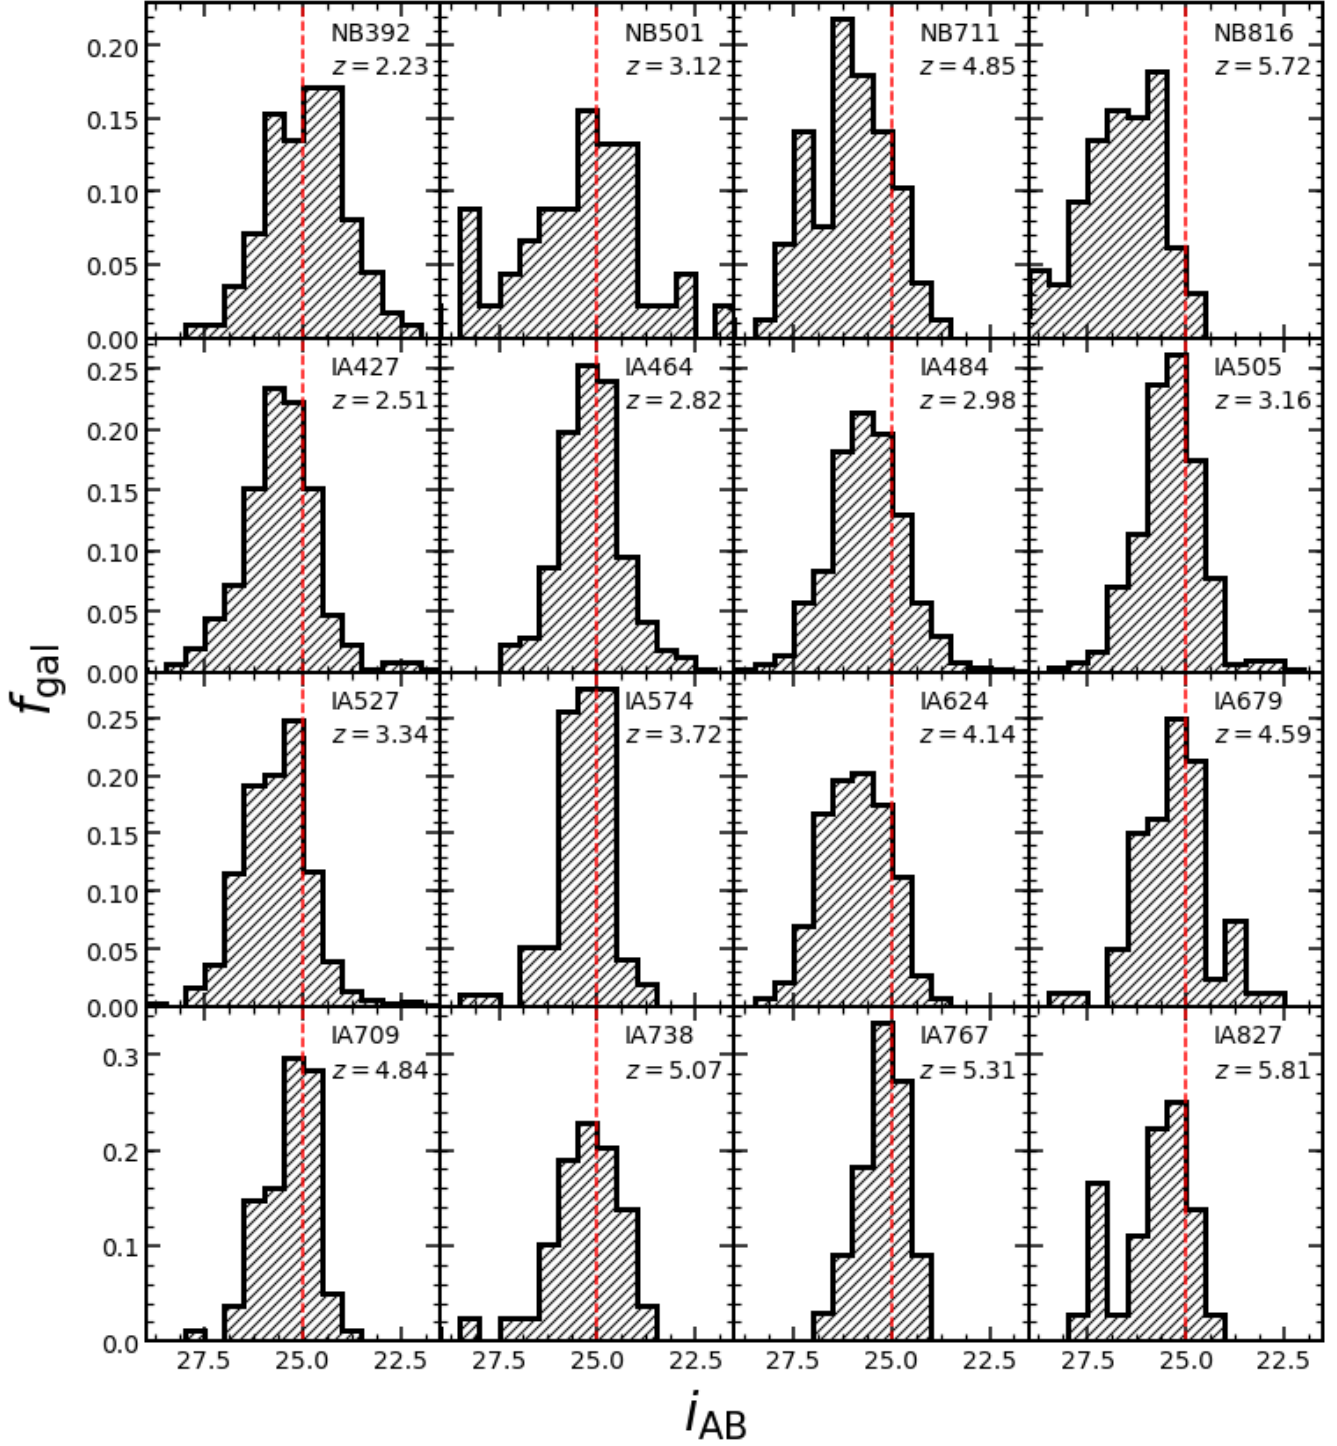 NB392
z = 2.23
NB501
z = 3.12
NB711
z = 4.85
NB816
z = 5.72
0.20
0.15
0.10
0.05
0.00
IA427
z = 2.51
IA464
z = 2.82
IA484
z = 2.98
IA505
z = 3.16
0.25
0.20
0.15
0.10
0.05
0.00
IA527
z = 3.34
IA574
z = 3.72
IA624
z = 4.14
IA679
z = 4.59
0.25
0.20
0.15
0.10
0.05
0.00
IA709
z = 4.84
IA738
z = 5.07
IA767
z = 5.31
IA827
z = 5.81
0.3
0.2
0.1
0.0
27.5 25.0 22.5 27.5 25.0 22.5 27.5 25.0 22.5 27.5 25.0 22.5
f_gal
i_AB